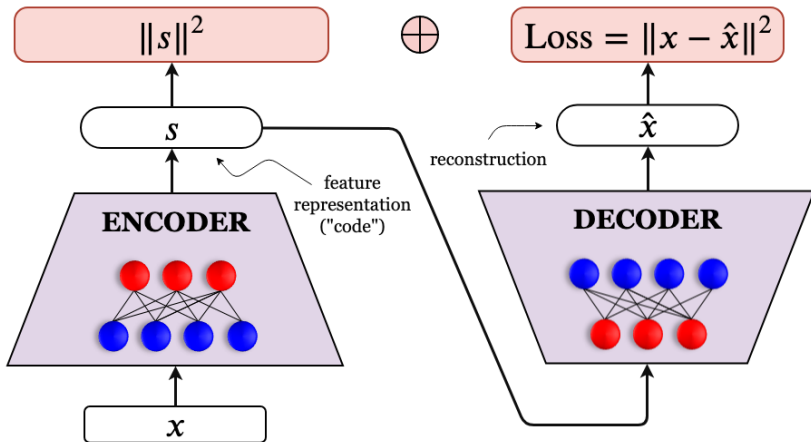 ‖s‖²
⊕
Loss = ‖x − x̂‖²
s
x̂
reconstruction
feature
representation
("code")
ENCODER
DECODER
x